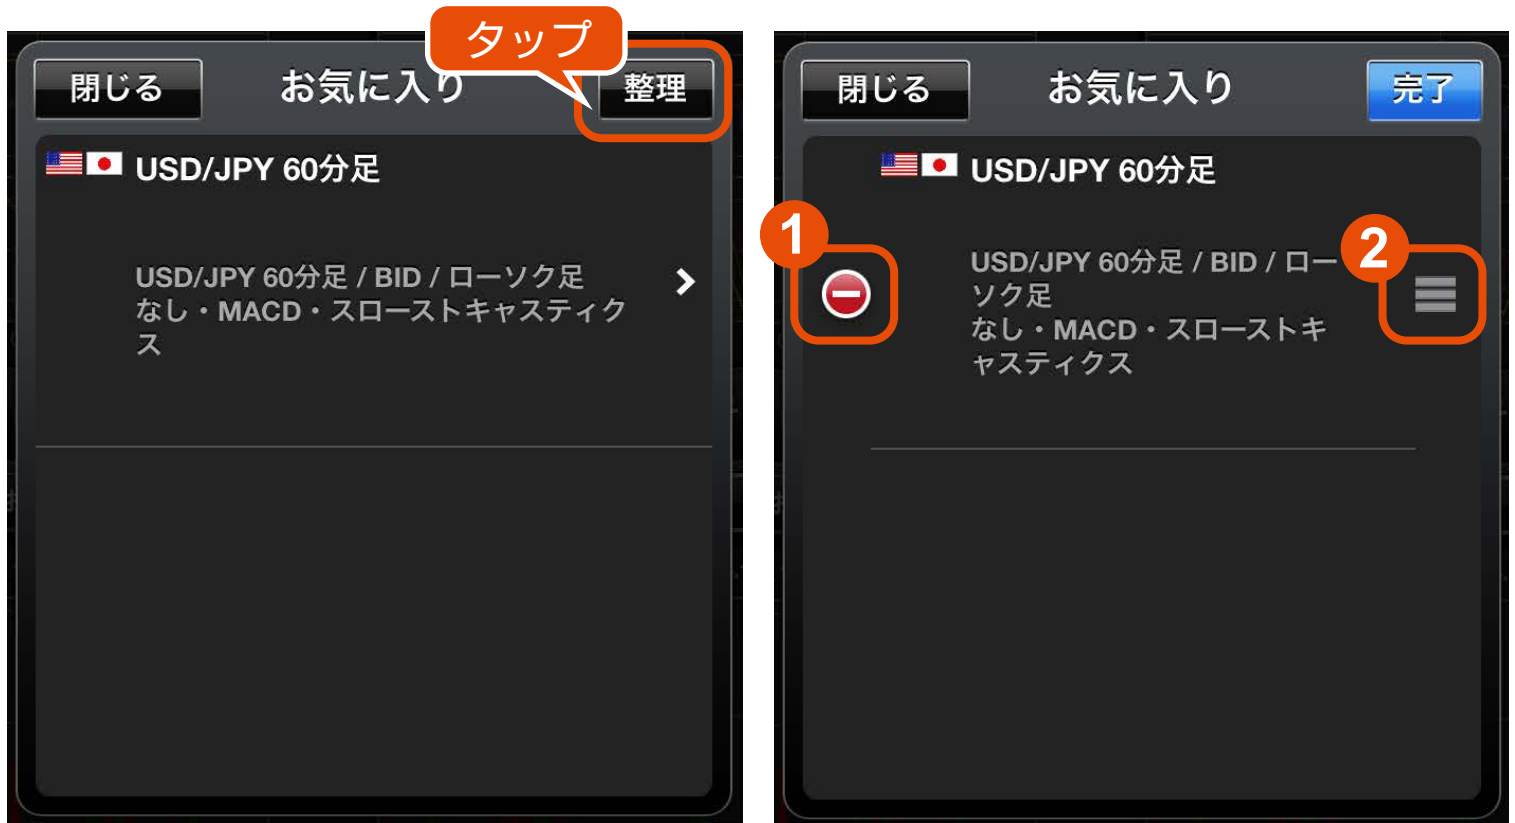 タップ
閉じる
お気に入り
整理
USD/JPY 60分足
USD/JPY 60分足 / BID / ローソク足
なし・MACD・スローストキャスティク
ス
閉じる
お気に入り
完了
USD/JPY 60分足
1
2
USD/JPY 60分足 / BID / ロー
ソク足
なし・MACD・スローストキ
ャスティクス